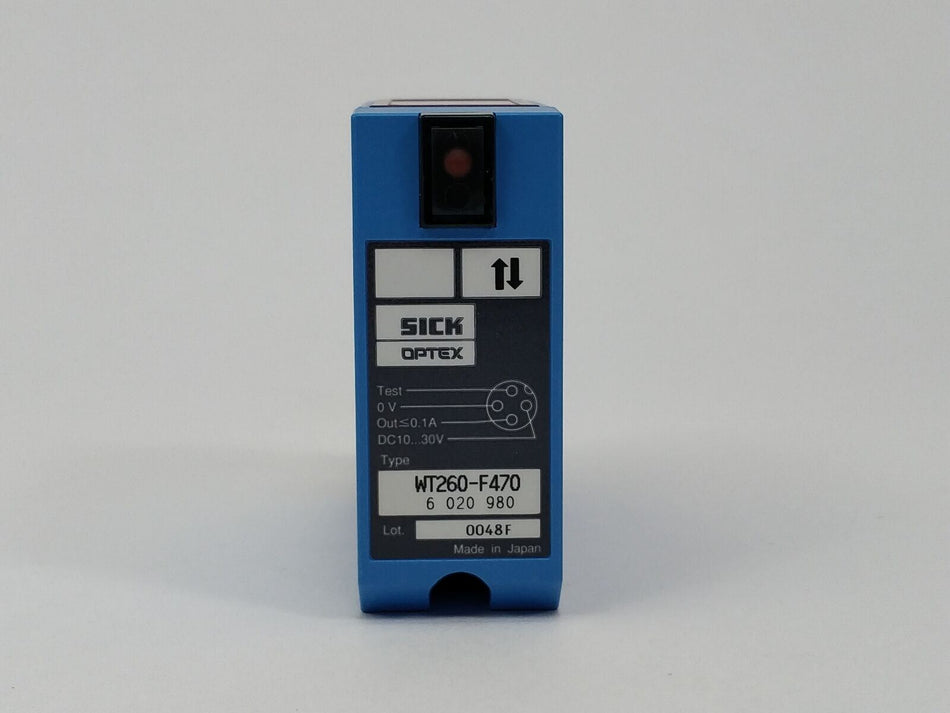 SICK
OPTEX
Test
0 V
Out≤0.1A
DC10...30V
Type
WT260-F470
6 020 980
Lot. 0048F
Made in Japan